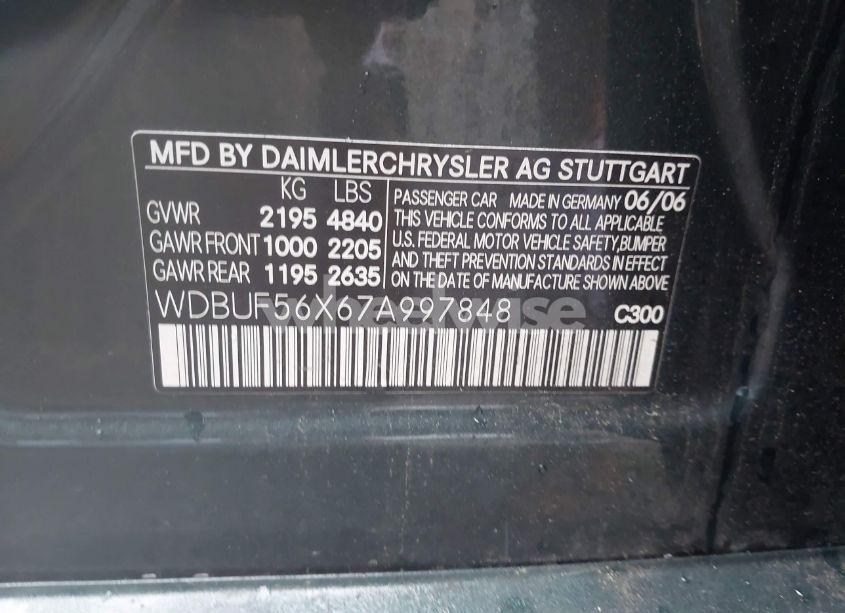 MFD BY DAIMLERCHRYSLER AG STUTTGART
KG LBS
GVWR 2195 4840
GAWR FRONT 1000 2205
GAWR REAR 1195 2635
PASSENGER CAR MADE IN GERMANY 06/06
THIS VEHICLE CONFORMS TO ALL APPLICABLE
U.S. FEDERAL MOTOR VEHICLE SAFETY, BUMPER
AND THEFT PREVENTION STANDARDS IN EFFECT
ON THE DATE OF MANUFACTURE SHOWN ABOVE
WDBUF56X67A997848 C300
wheelwise